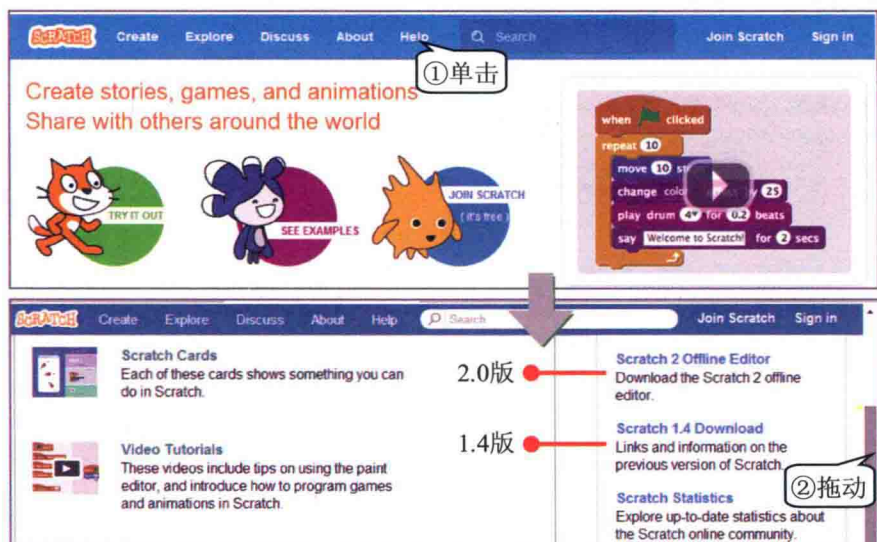 SCRATCH Create Explore Discuss About Help Search Join Scratch Sign in
①单击
Create stories, games, and animations
Share with others around the world
TRY IT OUT
SEE EXAMPLES
JOIN SCRATCH
(it's free)
when clicked
repeat 10
move 10
change by 25
play drum 4 for 0.2 beats
say Welcome to Scratch! for 2 secs
SCRATCH Create Explore Discuss About Help Search Join Scratch Sign in
Scratch Cards
Each of these cards shows something you can
do in Scratch.
Video Tutorials
These videos include tips on using the paint
editor, and introduce how to program games
and animations in Scratch.
2.0版
1.4版
Scratch 2 Offline Editor
Download the Scratch 2 offline
editor.
Scratch 1.4 Download
Links and information on the
previous version of Scratch.
②拖动
Scratch Statistics
Explore up-to-date statistics about
the Scratch online community.